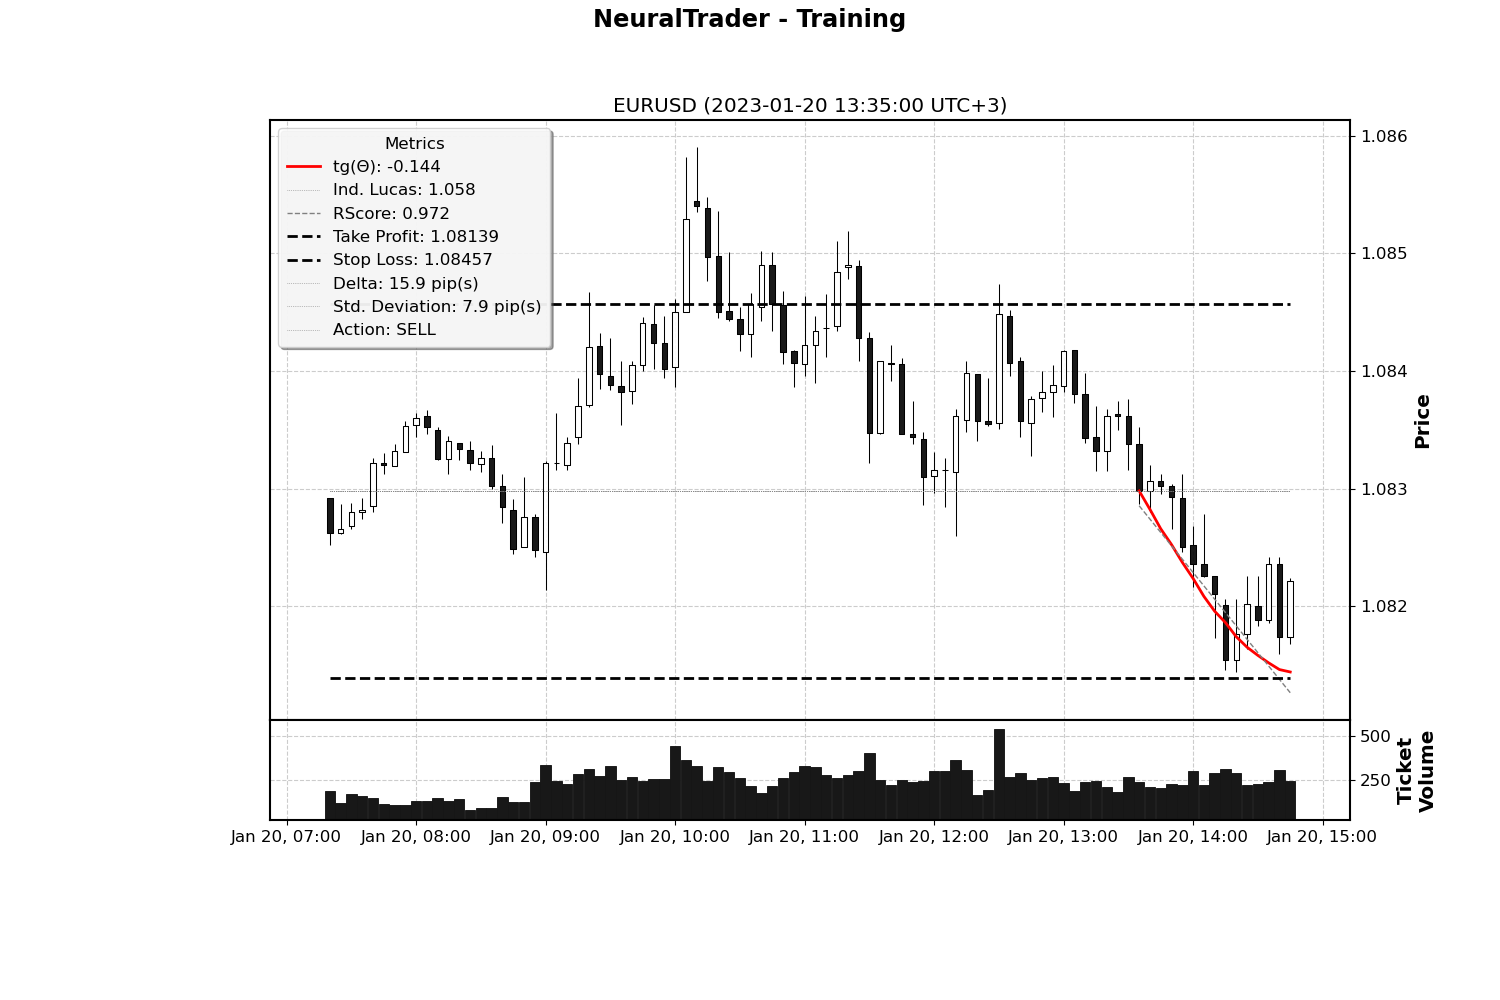 NeuralTrader - Training
EURUSD (2023-01-20 13:35:00 UTC+3)
Metrics
tg(Θ): -0.144
Ind. Lucas: 1.058
RScore: 0.972
Take Profit: 1.08139
Stop Loss: 1.08457
Delta: 15.9 pip(s)
Std. Deviation: 7.9 pip(s)
Action: SELL
1.086
1.085
1.084
1.083
1.082
Price
500
250
Ticket
Volume
Jan 20, 07:00 Jan 20, 08:00 Jan 20, 09:00 Jan 20, 10:00 Jan 20, 11:00 Jan 20, 12:00 Jan 20, 13:00 Jan 20, 14:00 Jan 20, 15:00